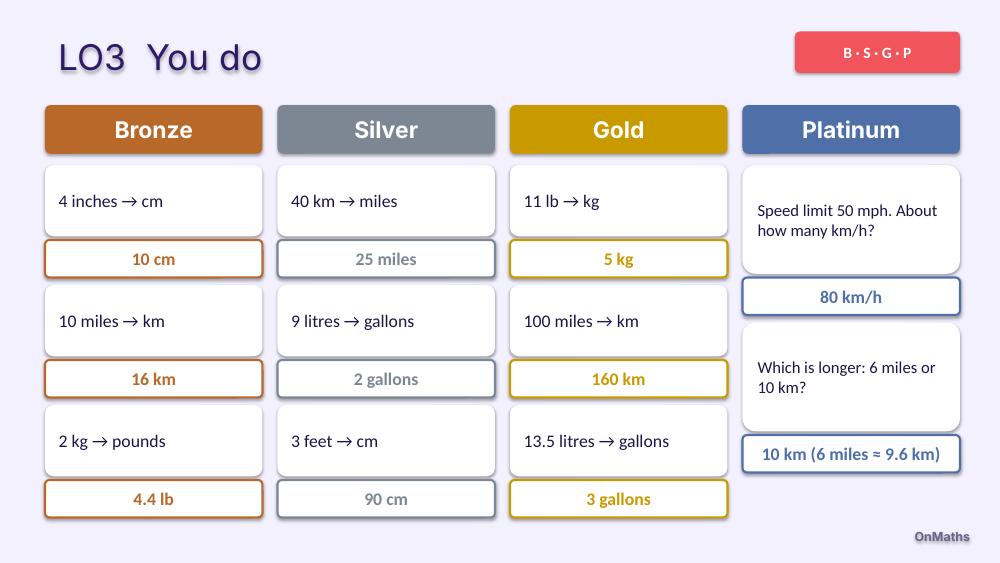 LO3 You do
B·S·G·P
Bronze
4 inches → cm
10 cm
10 miles → km
16 km
2 kg → pounds
4.4 lb
Silver
40 km → miles
25 miles
9 litres → gallons
2 gallons
3 feet → cm
90 cm
Gold
11 lb → kg
5 kg
100 miles → km
160 km
13.5 litres → gallons
3 gallons
Platinum
Speed limit 50 mph. About
how many km/h?
80 km/h
Which is longer: 6 miles or
10 km?
10 km (6 miles ≈ 9.6 km)
OnMaths